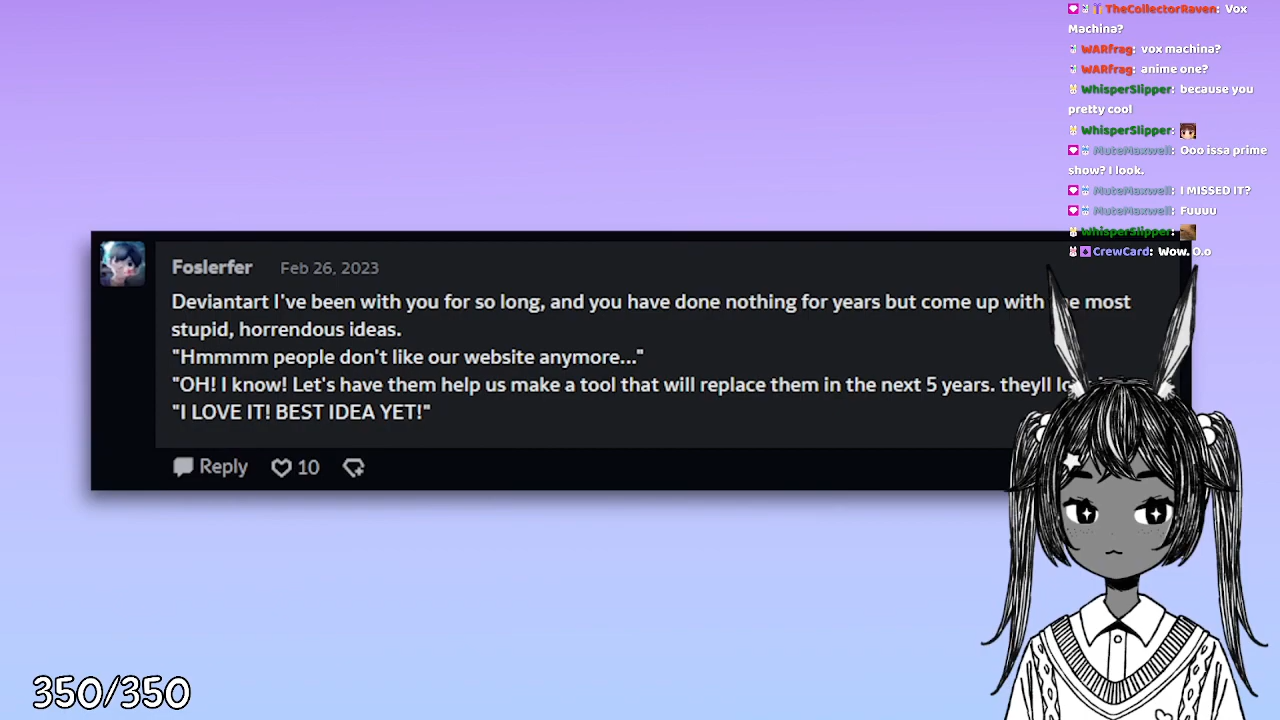 TheCollectorRaven: Vox
Machina?
WARfrag: vox machina?
WARfrag: anime one?
WhisperSlipper: because you
pretty cool
WhisperSlipper:
MuteMaxwell: Ooo issa prime
show? I look.
MuteMaxwell: I MISSED IT?
MuteMaxwell: FUUUU
WhisperSlipper:
CrewCard: Wow. O.o
Foslerfer Feb 26, 2023
Deviantart I've been with you for so long, and you have done nothing for years but come up with most
stupid, horrendous ideas.
"Hmmmm people don't like our website anymore..."
"OH! I know! Let's have them help us make a tool that will replace them in the next 5 years. theyll
"I LOVE IT! BEST IDEA YET!"
Reply 10
350/350